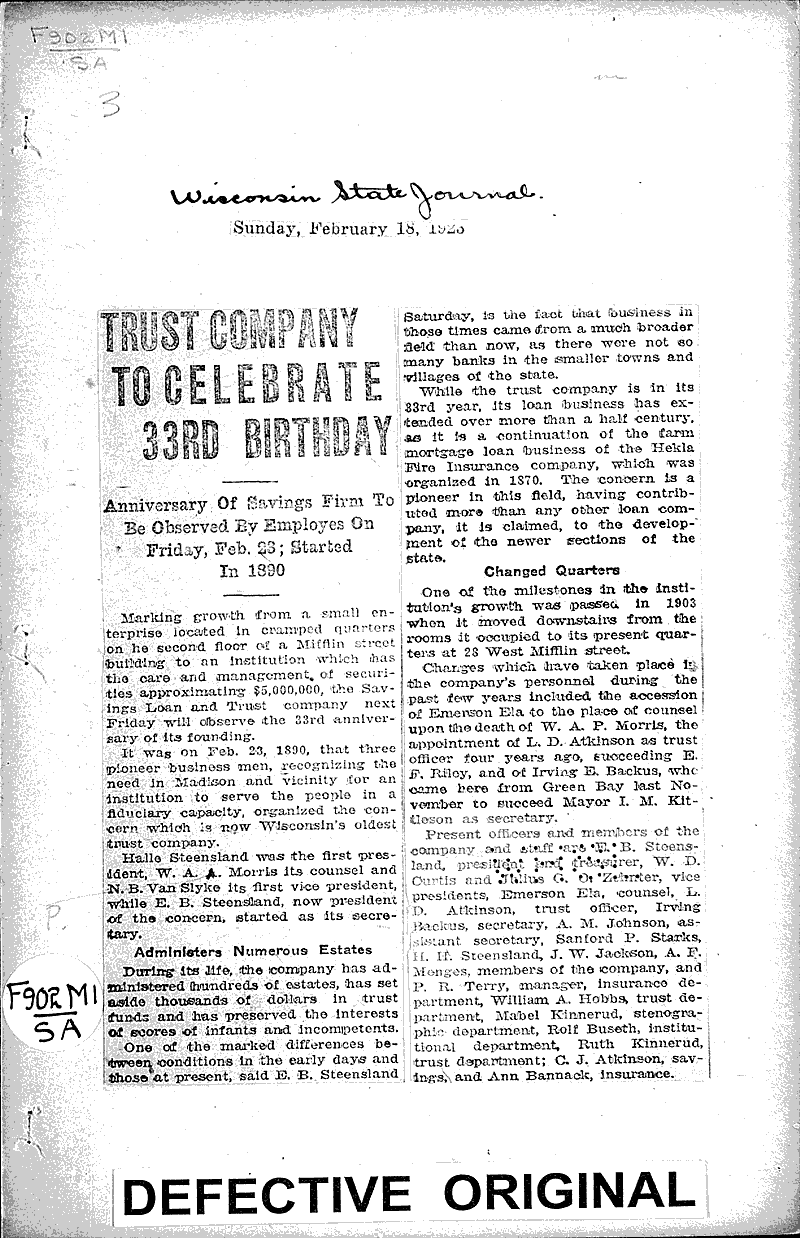 F902M1
SA
3
Wisconsin State Journal.
Sunday, February 18, 1923
TRUST COMPANY
TO CELEBRATE
33RD BIRTHDAY
Anniversary Of Savings Firm To
Be Observed By Employes On
Friday, Feb. 23; Started
In 1890
Marking growth from a small en-
terprise located in cramped quarters
on he second floor of a Mifflin street
building to an institution which has
the care and management of securi-
ties approximating $5,000,000, the Sav-
ings Loan and Trust company next
Friday will observe the 33rd anniver-
sary of its founding.
It was on Feb. 23, 1890, that three
pioneer business men, recognizing the
need in Madison and vicinity for an
institution to serve the people in a
fiduciary capacity, organized the con-
cern which is now Wisconsin's oldest
trust company.
Halle Steensland was the first pres-
ident, W. A. A. Morris its counsel and
N. B. Van Slyke its first vice president,
while E. B. Steensland, now president
of the concern, started as its secre-
tary.
Administers Numerous Estates
During its life, the company has ad-
ministered hundreds of estates, has set
aside thousands of dollars in trust
funds and has preserved the interests
of scores of infants and incompetents.
One of the marked differences be-
tween conditions in the early days and
those at present, said E. B. Steensland
Saturday, is the fact that business in
those times came from a much broader
field than now, as there were not so
many banks in the smaller towns and
villages of the state.
While the trust company is in its
33rd year, its loan business has ex-
tended over more than a half century,
as it is a continuation of the farm
mortgage loan business of the Hekla
Fire Insurance company, which was
organized in 1870. The concern is a
pioneer in this field, having contrib-
uted more than any other loan com-
pany, it is claimed, to the develop-
ment of the newer sections of the
state.
Changed Quarters
One of the milestones in the insti-
tution's growth was passed in 1903
when it moved downstairs from the
rooms it occupied to its present quar-
ters at 23 West Mifflin street.
Changes which have taken place in
the company's personnel during the
past few years included the accession
of Emerson Ela to the place of counsel
upon the death of W. A. P. Morris, the
appointment of L. D. Atkinson as trust
officer four years ago, succeeding E.
F. Riley, and of Irving E. Backus, who
came here from Green Bay last No-
vember to succeed Mayor I. M. Kit-
tleson as secretary.
Present officers and members of the
company and staff are E. B. Steens-
land, president and treasurer, W. D.
Curtis and Julius G. O. Zehnter, vice
presidents, Emerson Ela, counsel, L.
D. Atkinson, trust officer, Irving
Backus, secretary, A. M. Johnson, as-
sistant secretary, Sanford P. Starks,
H. H. Steensland, J. W. Jackson, A. F.
Menges, members of the company, and
P. R. Terry, manager, insurance de-
partment, William A. Hobbs, trust de-
partment, Mabel Kinnerud, stenogra-
phic department, Rolf Buseth, institu-
tional department, Ruth Kinnerud,
trust department; C. J. Atkinson, sav-
ings, and Ann Bannack, insurance.
P.
F902M1
SA
DEFECTIVE ORIGINAL